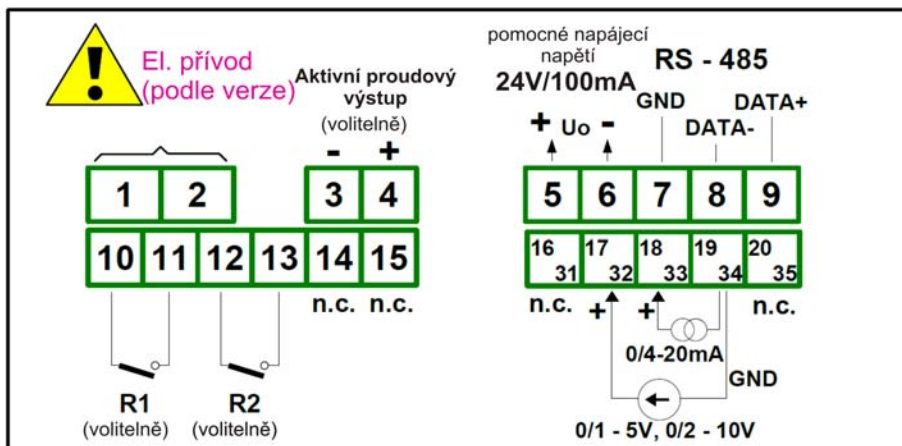 El. přívod
(podle verze)
Aktivní proudový
výstup
(volitelně)
- +
1 2 3 4
10 11 12 13 14 15
n.c. n.c.
R1 R2
(volitelně) (volitelně)
pomocné napájecí
napětí
24V/100mA
RS - 485
GND DATA+
+ Uo - DATA-
5 6 7 8 9
16 17 18 19 20
31 32 33 34 35
n.c. + + n.c.
0/4-20mA
GND
0/1 - 5V, 0/2 - 10V